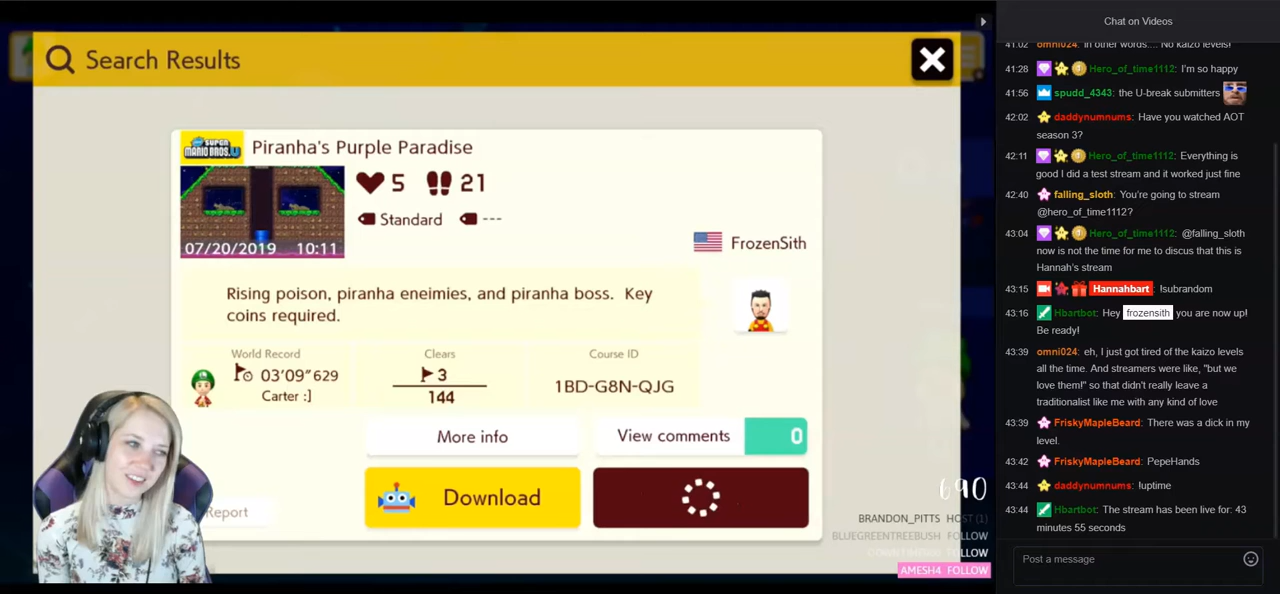 Search Results
SUPER
MARIO BROS. U
Piranha's Purple Paradise
5 21
Standard ---
07/20/2019 10:11
FrozenSith
Rising poison, piranha eneimies, and piranha boss. Key
coins required.
World Record
03'09"629
Carter :]
Clears
3
144
Course ID
1BD-G8N-QJG
More info
View comments 0
Download
Report
690
BRANDON_PITTS HOST (1)
BLUEGREENTREEBUSH FOLLOW
FOLLOW
AMESH4 FOLLOW
Chat on Videos
41:02 omni024: In other words.... No kaizo levels!
41:28 Hero_of_time1112: I'm so happy
41:56 spudd_4343: the U-break submitters
42:02 daddynumnums: Have you watched AOT
season 3?
42:11 Hero_of_time1112: Everything is
good I did a test stream and it worked just fine
42:40 falling_sloth: You're going to stream
@hero_of_time1112?
43:04 Hero_of_time1112: @falling_sloth
now is not the time for me to discus that this is
Hannah's stream
43:15 Hannahbart: !subrandom
43:16 Hbartbot: Hey frozensith you are now up!
Be ready!
43:39 omni024: eh, I just got tired of the kaizo levels
all the time. And streamers were like, "but we
love them!" so that didn't really leave a
traditionalist like me with any kind of love
43:39 FriskyMapleBeard: There was a dick in my
level.
43:42 FriskyMapleBeard: PepeHands
43:44 daddynumnums: !uptime
43:44 Hbartbot: The stream has been live for: 43
minutes 55 seconds
Post a message